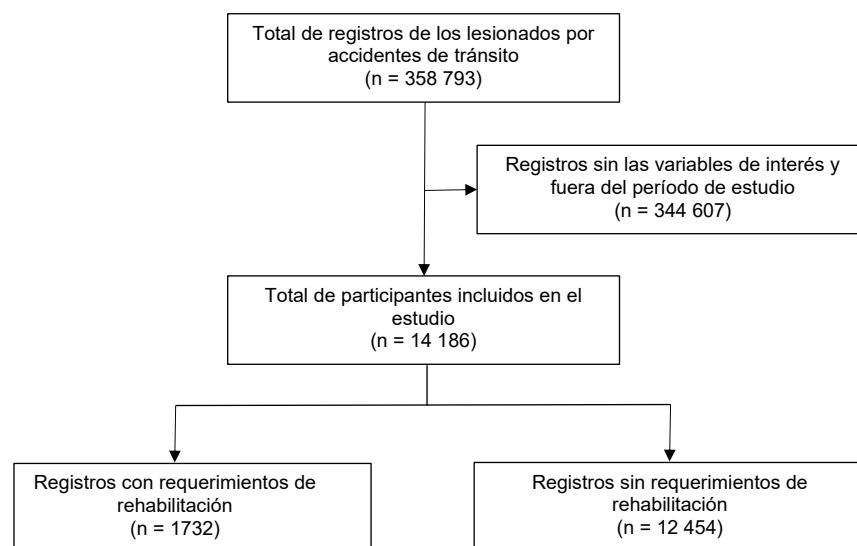 Total de registros de los lesionados por
accidentes de tránsito
(n = 358 793)
Registros sin las variables de interés y
fuera del período de estudio
(n = 344 607)
Total de participantes incluidos en el
estudio
(n = 14 186)
Registros con requerimientos de
rehabilitación
(n = 1732)
Registros sin requerimientos de
rehabilitación
(n = 12 454)